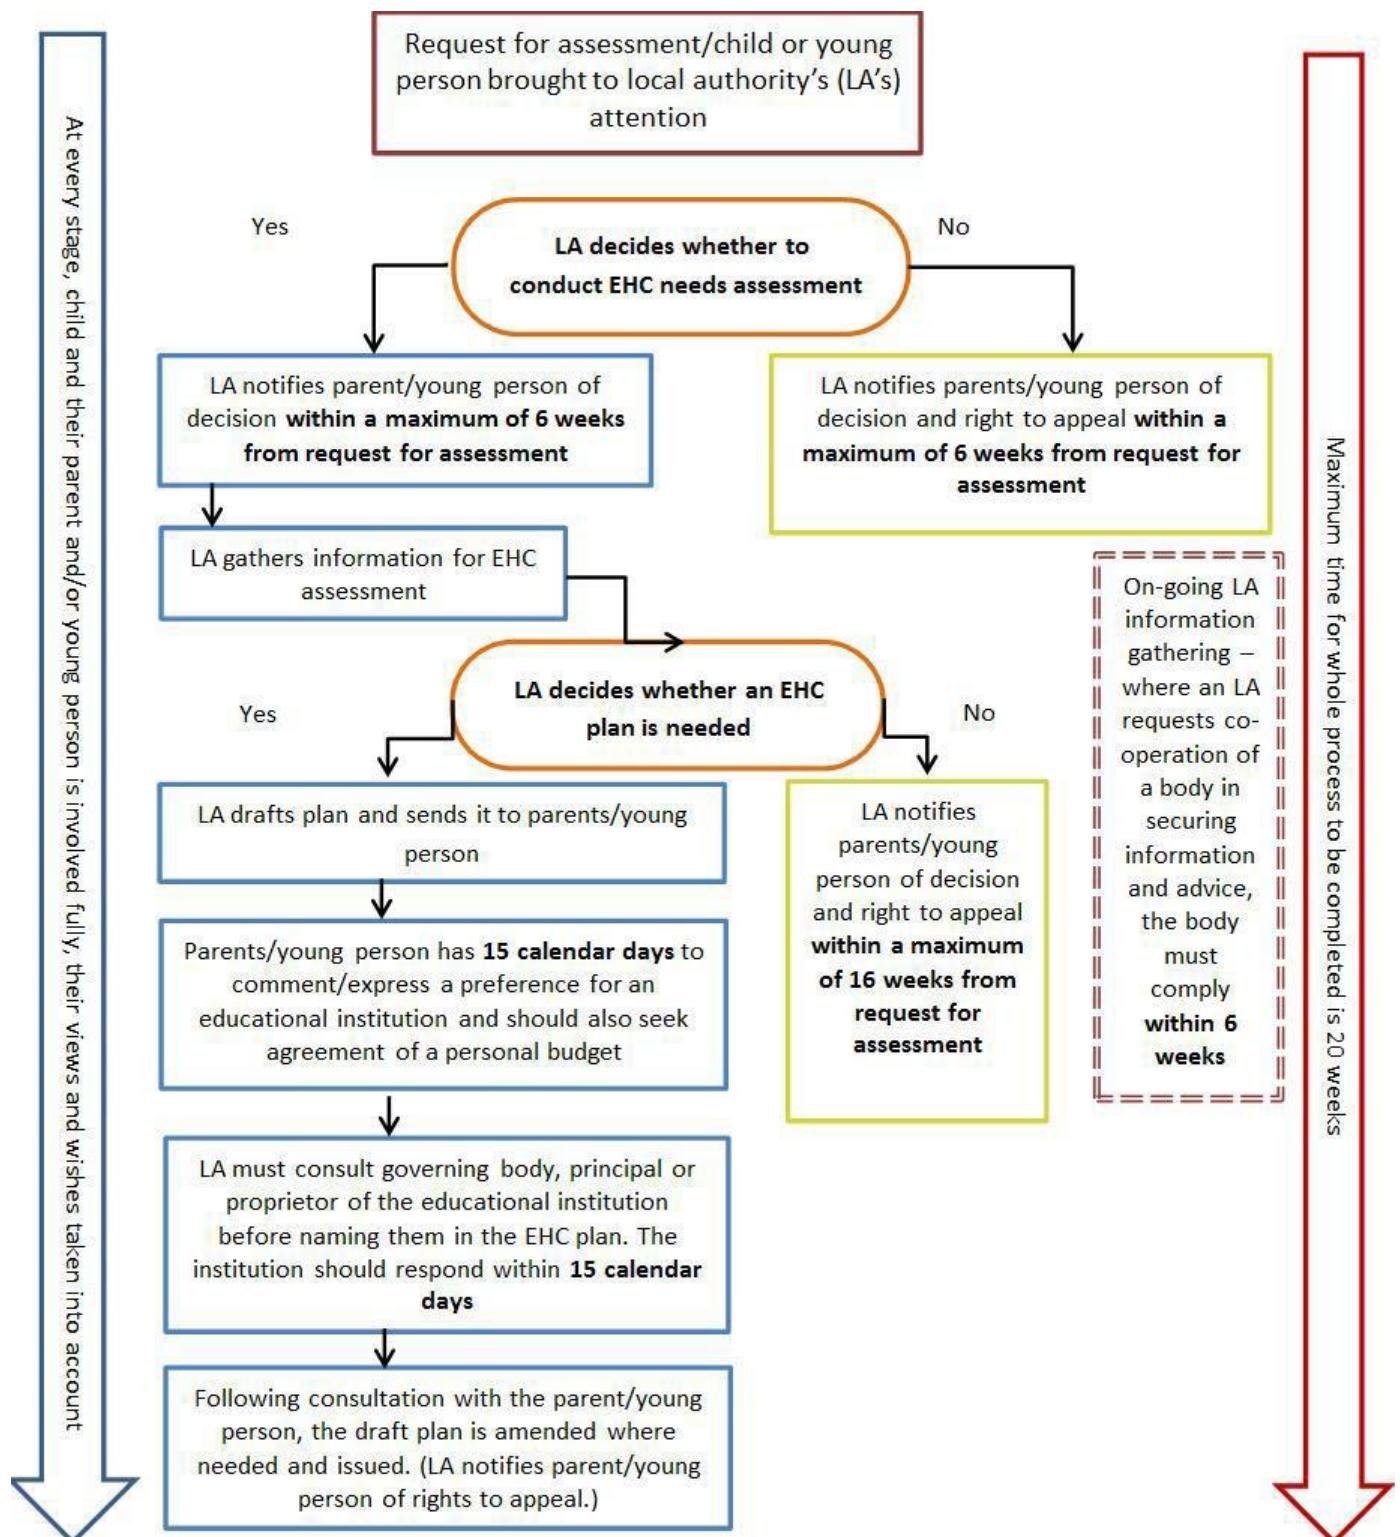 Request for assessment/child or young
person brought to local authority's (LA's)
attention
At every stage, child and their parent and/or young person is involved fully, their views and wishes taken into account
Yes
No
LA decides whether to
conduct EHC needs assessment
LA notifies parent/young person of
decision within a maximum of 6 weeks
from request for assessment
LA notifies parents/young person of
decision and right to appeal within a
maximum of 6 weeks from request for
assessment
LA gathers information for EHC
assessment
On-going LA
information
gathering –
where an LA
requests co-
operation of
a body in
securing
information
and advice,
the body
must
comply
within 6
weeks
Maximum time for whole process to be completed is 20 weeks
LA decides whether an EHC
plan is needed
Yes
No
LA drafts plan and sends it to parents/young
person
LA notifies
parents/young
person of decision
and right to appeal
within a maximum
of 16 weeks from
request for
assessment
Parents/young person has 15 calendar days to
comment/express a preference for an
educational institution and should also seek
agreement of a personal budget
LA must consult governing body, principal or
proprietor of the educational institution
before naming them in the EHC plan. The
institution should respond within 15 calendar
days
Following consultation with the parent/young
person, the draft plan is amended where
needed and issued. (LA notifies parent/young
person of rights to appeal.)